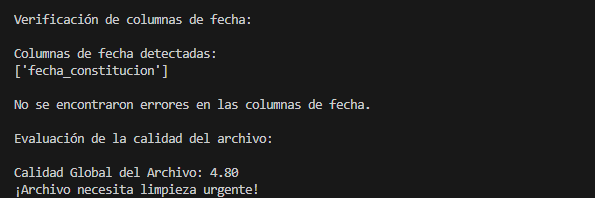 Verificación de columnas de fecha:
Columnas de fecha detectadas:
['fecha_constitucion']
No se encontraron errores en las columnas de fecha.
Evaluación de la calidad del archivo:
Calidad Global del Archivo: 4.80
¡Archivo necesita limpieza urgente!